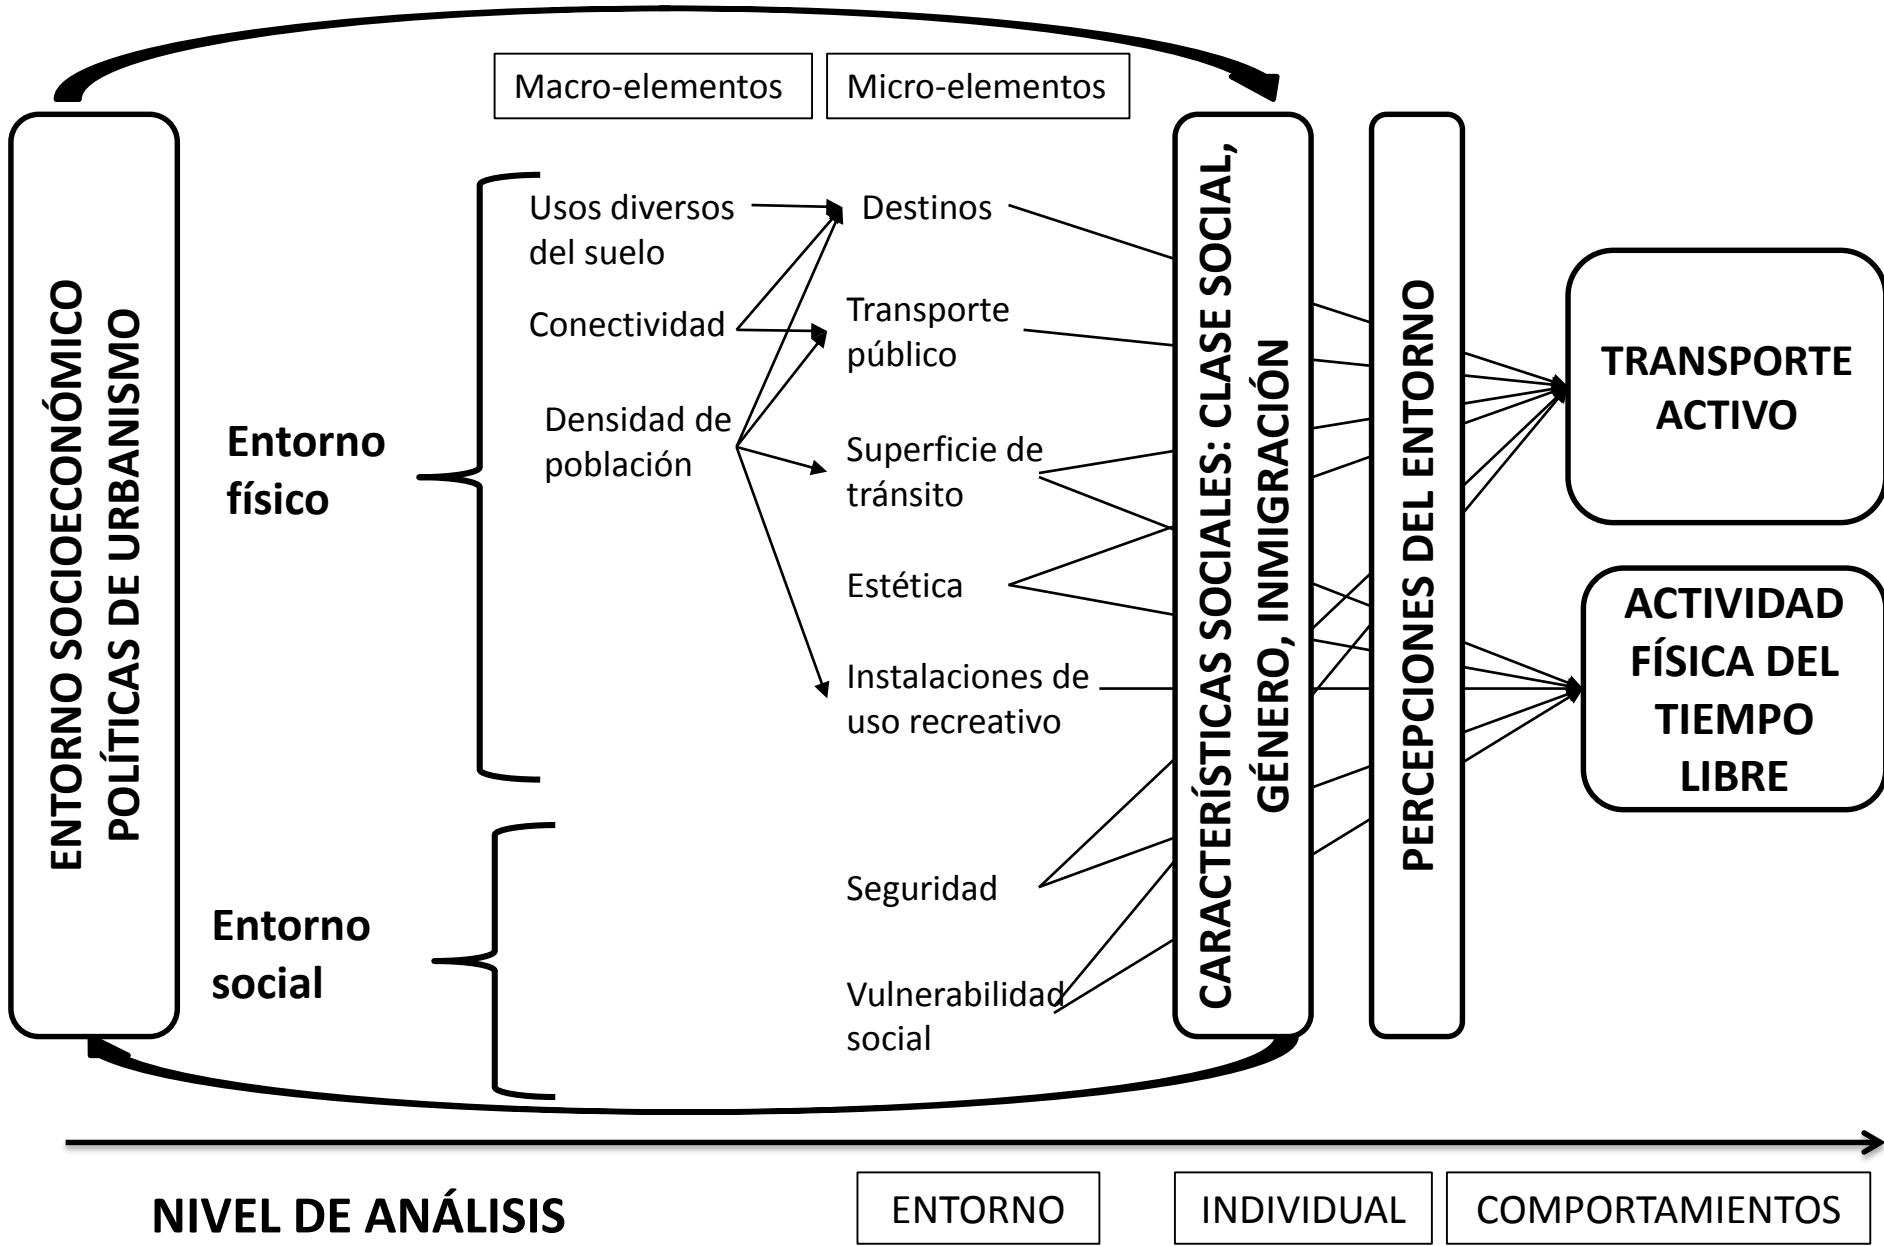 Macro-elementos
Micro-elementos
ENTORNO SOCIOECONÓMICO
POLÍTICAS DE URBANISMO
Entorno
físico
Usos diversos
del suelo
Conectividad
Densidad de
población
Destinos
Transporte
público
Superficie de
tránsito
Estética
Instalaciones de
uso recreativo
Entorno
social
Seguridad
Vulnerabilidad
social
CARACTERÍSTICAS SOCIALES: CLASE SOCIAL,
GÉNERO, INMIGRACIÓN
PERCEPCIONES DEL ENTORNO
TRANSPORTE
ACTIVO
ACTIVIDAD
FÍSICA DEL
TIEMPO
LIBRE
NIVEL DE ANÁLISIS
ENTORNO
INDIVIDUAL
COMPORTAMIENTOS